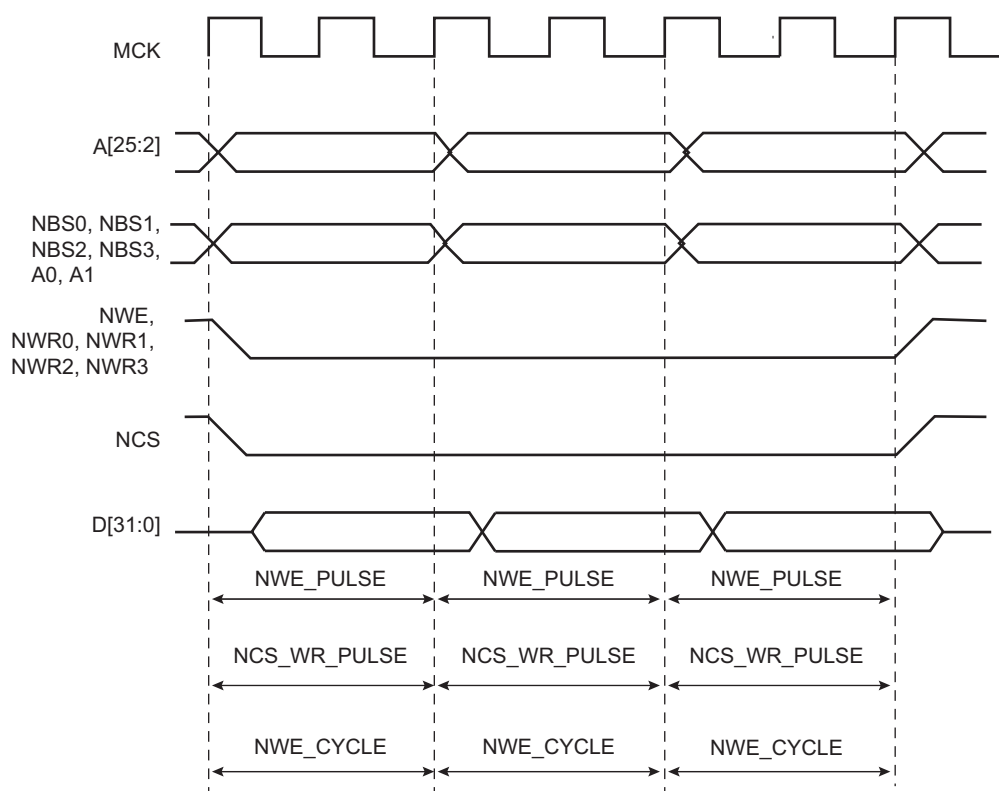 MCK
A[25:2]
NBS0, NBS1,
NBS2, NBS3,
A0, A1
NWE,
NWR0, NWR1,
NWR2, NWR3
NCS
D[31:0]
NWE_PULSE NWE_PULSE NWE_PULSE
NCS_WR_PULSE NCS_WR_PULSE NCS_WR_PULSE
NWE_CYCLE NWE_CYCLE NWE_CYCLE